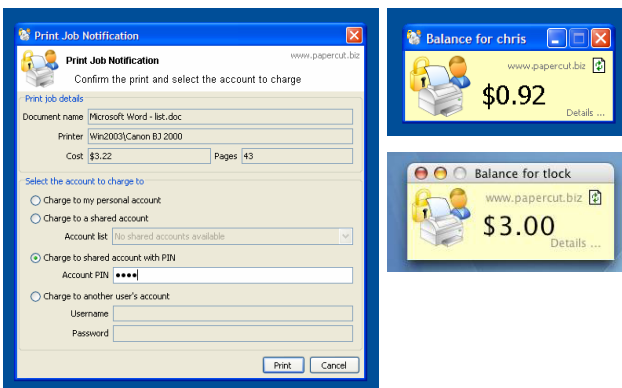 Print Job Notification
Print Job Notification
www.papercut.biz
Confirm the print and select the account to charge
Print job details
Document name Microsoft Word - list.doc
Printer Win2003\Canon BJ 2000
Cost $3.22 Pages 43
Select the account to charge to
Charge to my personal account
Charge to a shared account
Account list No shared accounts available
Charge to shared account with PIN
Account PIN ••••
Charge to another user's account
Username
Password
Print Cancel
Balance for chris
www.papercut.biz
$0.92
Details ...
Balance for tlock
www.papercut.biz
$3.00
Details ...